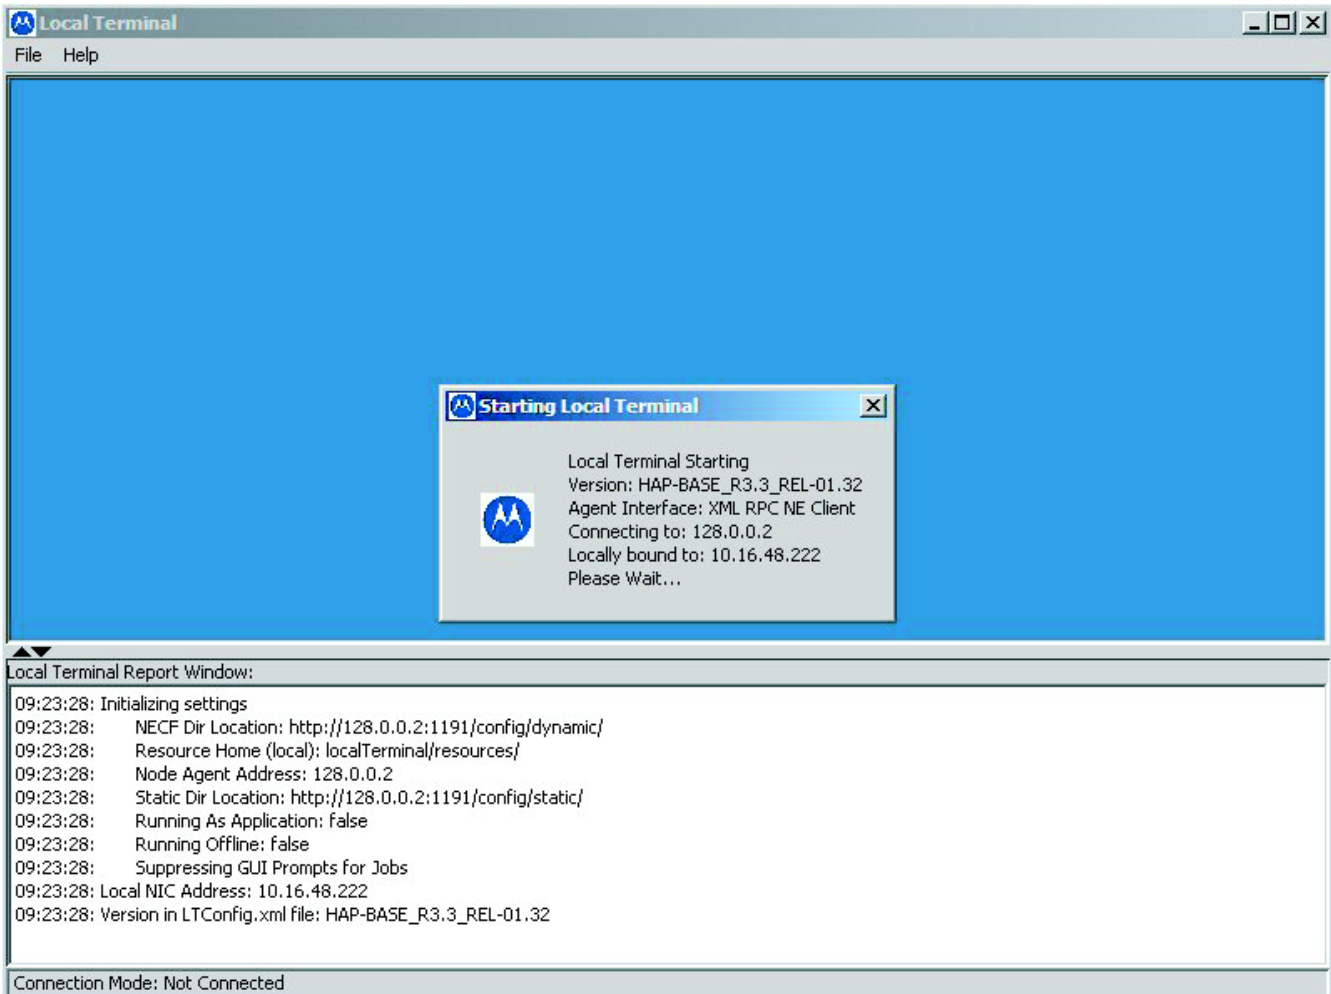 Local Terminal
File Help
Starting Local Terminal
Local Terminal Starting
Version: HAP-BASE_R3.3_REL-01.32
Agent Interface: XML RPC NE Client
Connecting to: 128.0.0.2
Locally bound to: 10.16.48.222
Please Wait...
Local Terminal Report Window:
09:23:28: Initializing settings
09:23:28: NECF Dir Location: http://128.0.0.2:1191/config/dynamic/
09:23:28: Resource Home (local): localTerminal/resources/
09:23:28: Node Agent Address: 128.0.0.2
09:23:28: Static Dir Location: http://128.0.0.2:1191/config/static/
09:23:28: Running As Application: false
09:23:28: Running Offline: false
09:23:28: Suppressing GUI Prompts for Jobs
09:23:28: Local NIC Address: 10.16.48.222
09:23:28: Version in LTConfig.xml file: HAP-BASE_R3.3_REL-01.32
Connection Mode: Not Connected